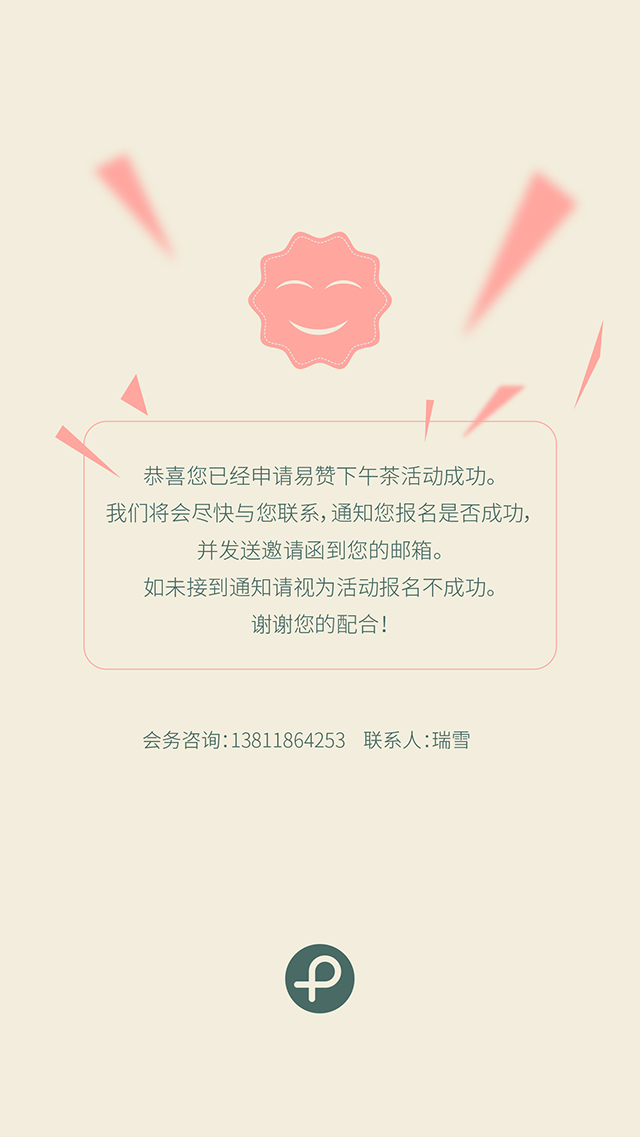 恭喜您已经申请易赞下午茶活动成功。
我们将会尽快与您联系，通知您报名是否成功，
并发送邀请函到您的邮箱。
如未接到通知请视为活动报名不成功。
谢谢您的配合！
会务咨询：13811864253 联系人：瑞雪